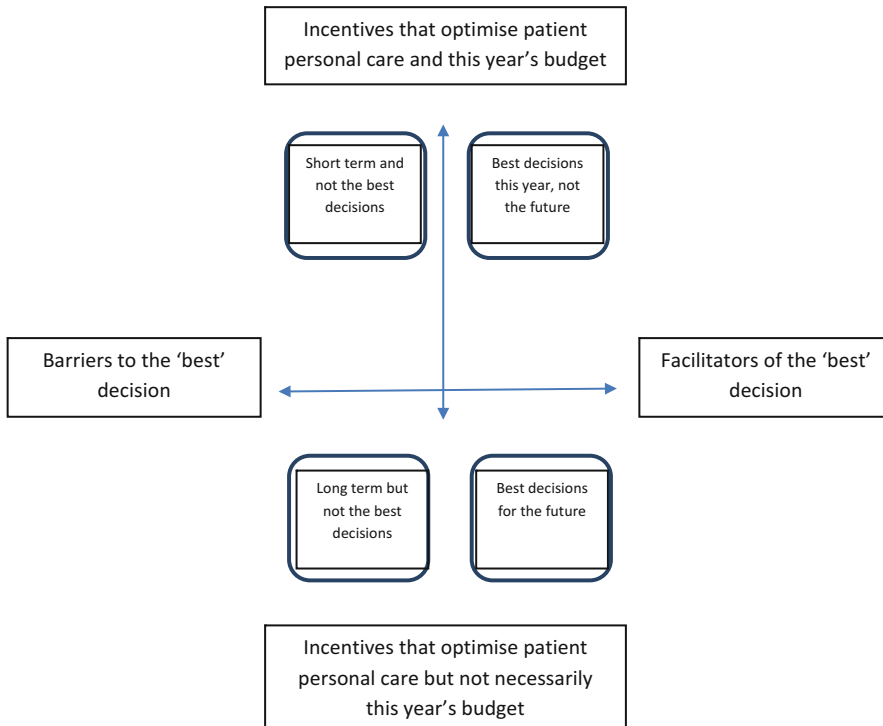 Incentives that optimise patient
personal care and this year’s budget
Short term and
not the best
decisions
Best decisions
this year, not
the future
Barriers to the ‘best’
decision
Facilitators of the ‘best’
decision
Long term but
not the best
decisions
Best decisions
for the future
Incentives that optimise patient
personal care but not necessarily
this year’s budget